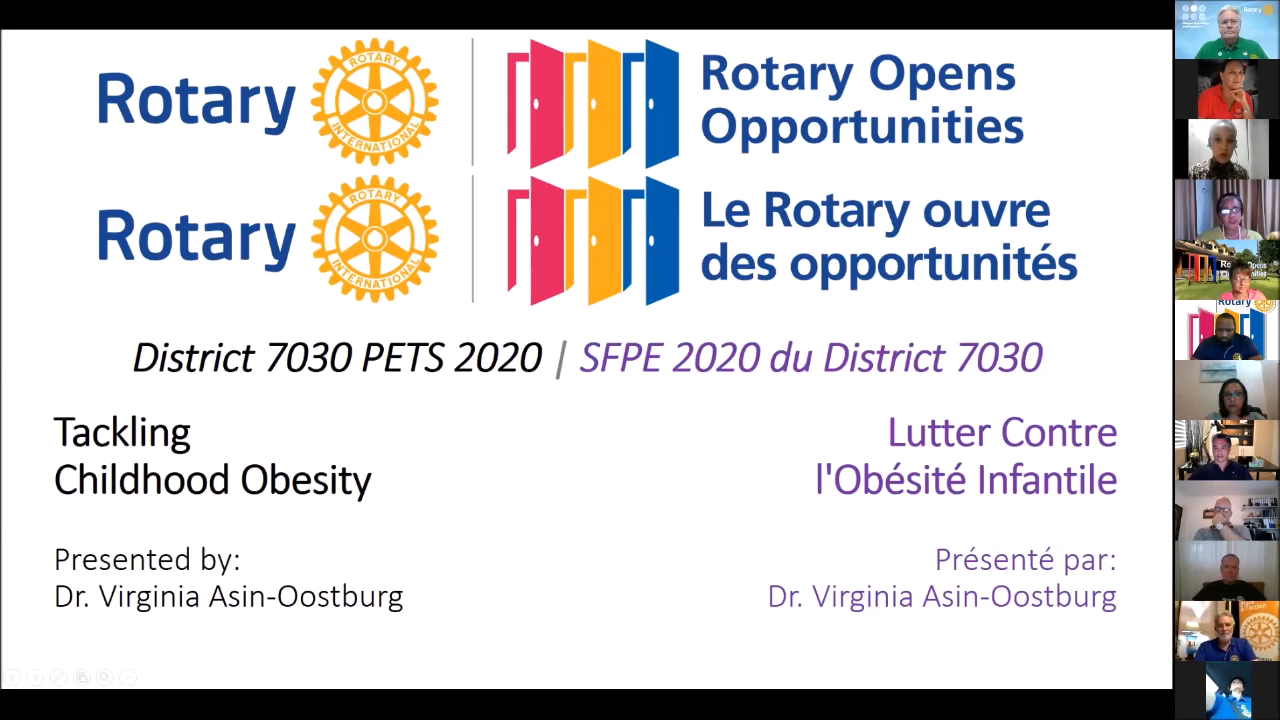 Rotary
ROTARY
INTERNATIONAL
Rotary Opens
Opportunities
Rotary
ROTARY
INTERNATIONAL
Le Rotary ouvre
des opportunités
District 7030 PETS 2020 | SFPE 2020 du District 7030
Tackling
Childhood Obesity
Lutter Contre
l'Obésité Infantile
Presented by:
Dr. Virginia Asin-Oostburg
Présenté par:
Dr. Virginia Asin-Oostburg
Rotary
Rotary